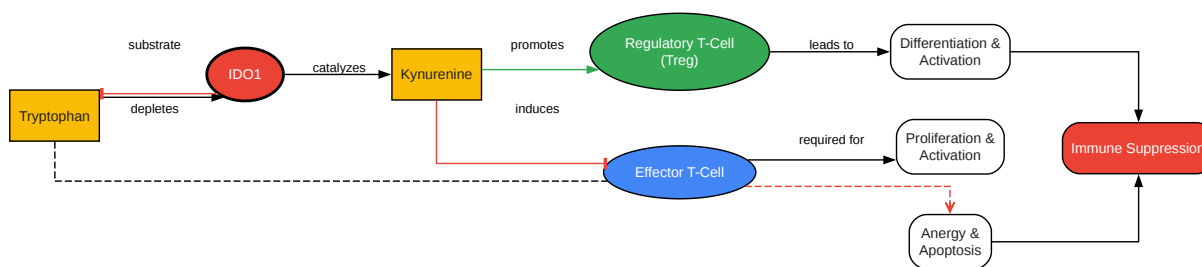 substrate
IDO1
catalyzes
depletes
Tryptophan
Kynurenine
promotes
induces
Regulatory T-Cell
(Treg)
leads to
Differentiation &
Activation
Effector T-Cell
required for
Proliferation &
Activation
Anergy &
Apoptosis
Immune Suppression